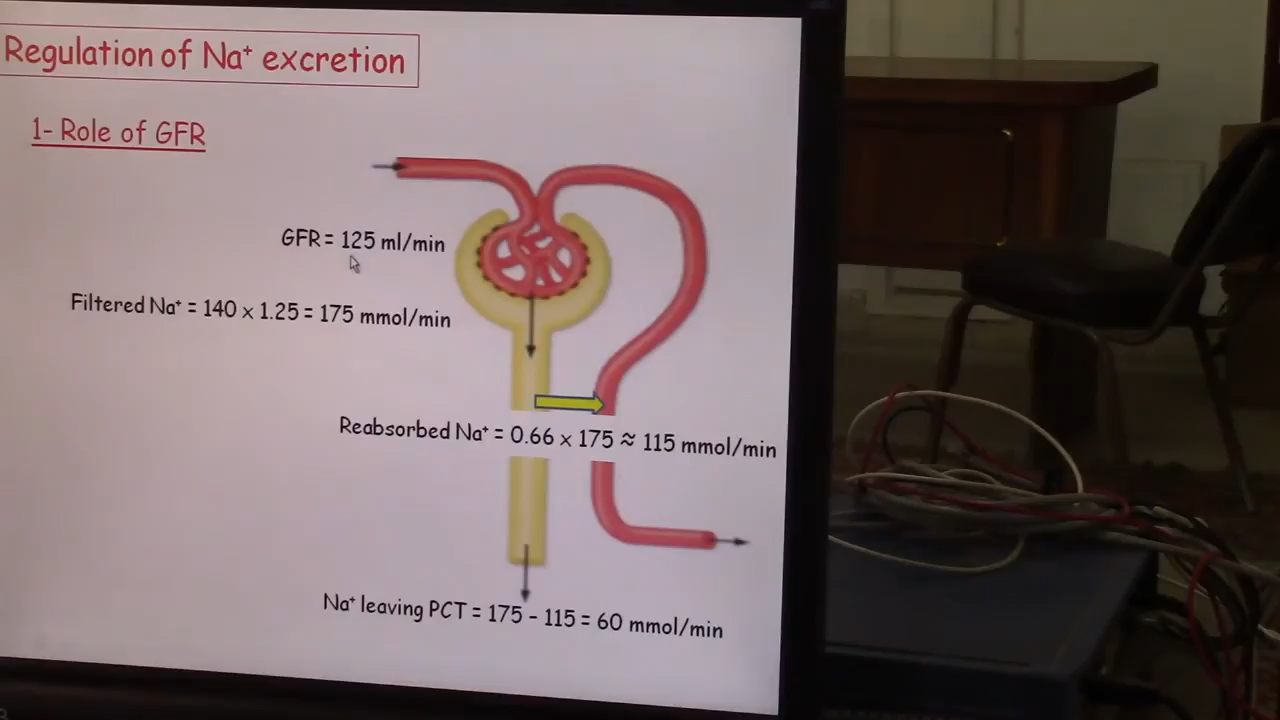 Regulation of Na⁺ excretion
1- Role of GFR
GFR = 125 ml/min
Filtered Na⁺ = 140 x 1.25 = 175 mmol/min
Reabsorbed Na⁺ = 0.66 x 175 ≈ 115 mmol/min
Na⁺ leaving PCT = 175 - 115 = 60 mmol/min